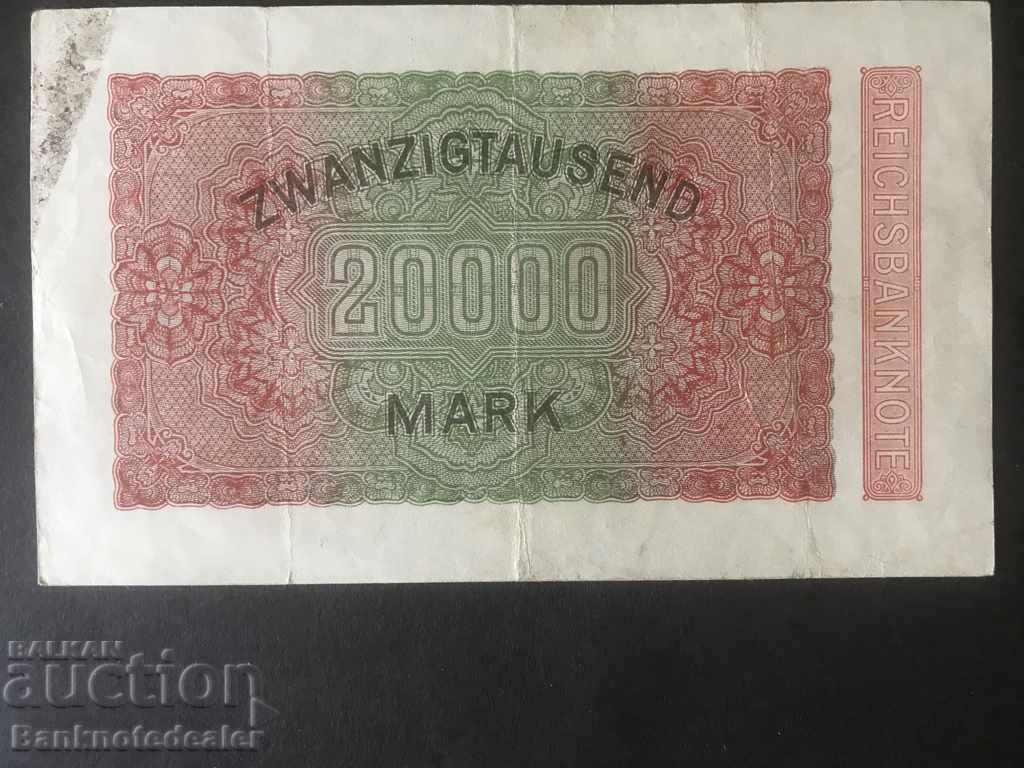 ZWANZIGTAUSEND
20000
MARK
REICHSBANKNOTE
BALKAN
auction
Banknotedealer